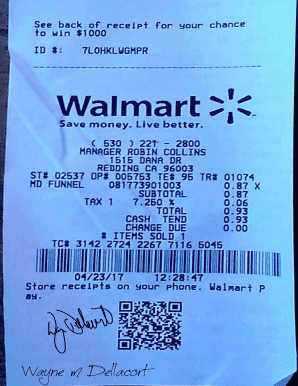 See back of receipt for your chance
to win $1000
ID #: 7LOHKLWGMPR
Walmart
Save money. Live better.
( 530 ) 221 - 2800
MANAGER ROBIN COLLINS
1515 DANA DR
REDDING CA 96003
ST# 02537 OP# 005753 TE# 95 TR# 01074
MD FUNNEL 081773901003 0.87 X
SUBTOTAL 0.87
TAX 1 7.250 % 0.06
TOTAL 0.93
CASH TEND 0.93
CHANGE DUE 0.00
# ITEMS SOLD 1
TC# 3142 2724 2267 7116 5045
04/23/17 12:28:47
Store receipts on your phone. Walmart P
ay.
Wayne m Dellacort